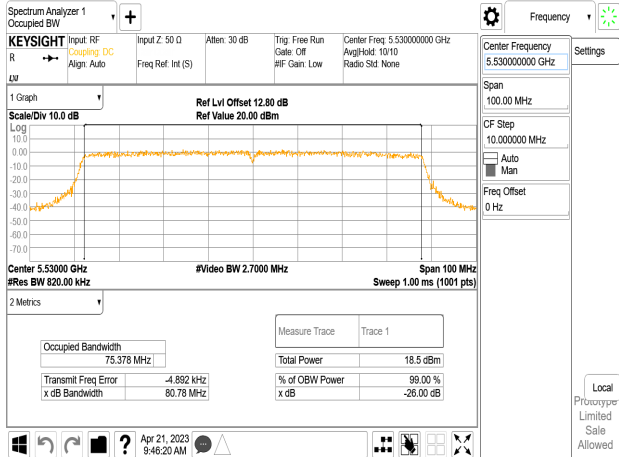 Spectrum Analyzer 1
Occupied BW
Frequency
KEYSIGHT
R
Input: RF
Coupling: DC
Align: Auto
Input Z: 50 Ω
Freq Ref: Int (S)
Atten: 30 dB
Trig: Free Run
Gate: Off
#IF Gain: Low
Center Freq: 5.530000000 GHz
Avg|Hold: 10/10
Radio Std: None
Center Frequency
5.530000000 GHz
Settings
Span
100.00 MHz
CF Step
10.000000 MHz
Auto
Man
Freq Offset
0 Hz
1 Graph
Scale/Div 10.0 dB
Ref Lvl Offset 12.80 dB
Ref Value 20.00 dBm
Log
10.0
0.00
-10.0
-20.0
-30.0
-40.0
-50.0
-60.0
-70.0
Center 5.53000 GHz
#Video BW 2.7000 MHz
Span 100 MHz
#Res BW 820.00 kHz
Sweep 1.00 ms (1001 pts)
2 Metrics
Measure Trace
Trace 1
Occupied Bandwidth
75.378 MHz
Total Power
18.5 dBm
Transmit Freq Error
-4.892 kHz
% of OBW Power
99.00 %
x dB Bandwidth
80.78 MHz
x dB
-26.00 dB
Local
Prototype
Limited
Sale
Allowed
?
Apr 21, 2023
9:46:20 AM